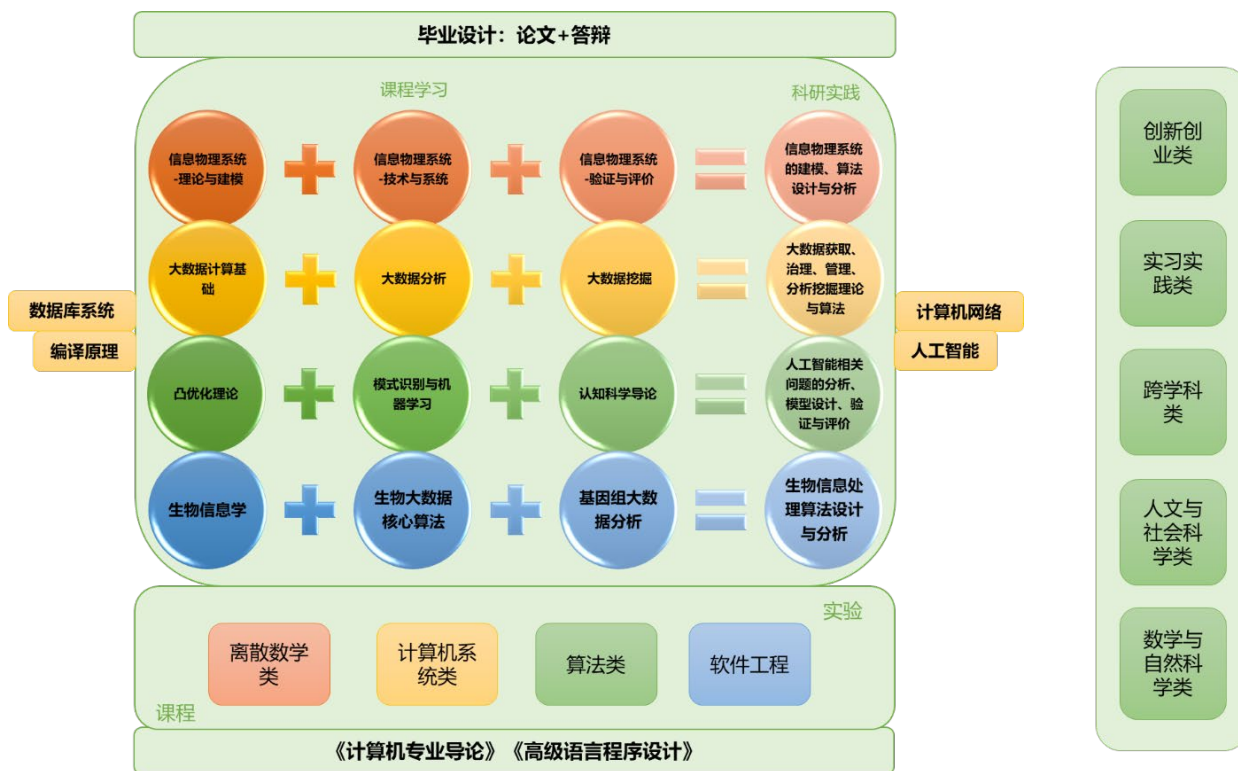 毕业设计：论文+答辩
课程学习
科研实践
信息物理系统
-理论与建模
信息物理系统
-技术与系统
信息物理系统
-验证与评价
信息物理系统
的建模、算法
设计与分析
大数据计算基
础
大数据分析
大数据挖掘
大数据获取、
治理、管理、
分析挖掘理论
与算法
数据库系统
编译原理
计算机网络
人工智能
凸优化理论
模式识别与机
器学习
认知科学导论
人工智能相关
问题的分析、
模型设计、验
证与评价
生物信息学
生物大数据
核心算法
基因组大数
据分析
生物信息处
理算法设计
与分析
实验
离散数学
类
计算机系
统类
算法类
软件工程
课程
《计算机专业导论》《高级语言程序设计》
创新创
业类
实习实
践类
跨学科
类
人文与
社会科
学类
数学与
自然科
学类